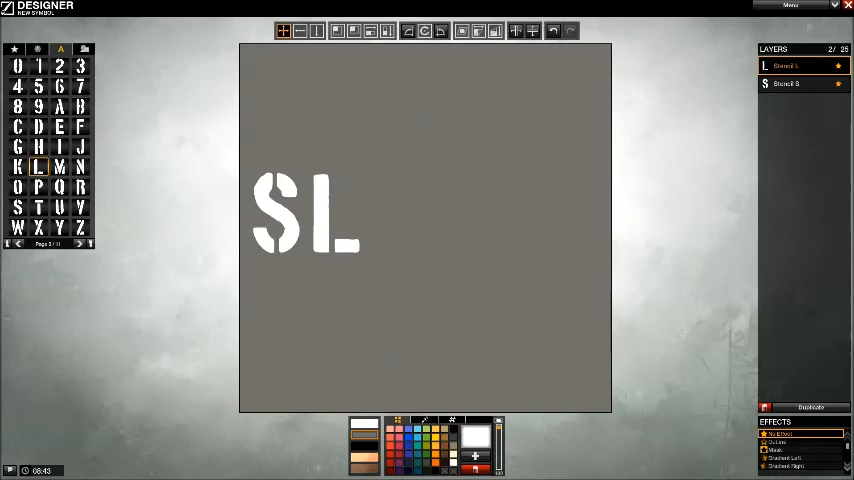 DESIGNER
NEW SYMBOL
Menu
A
0 1 2 3
4 5 6 7
8 9 A B
C D E F
G H I J
K L M N
O P Q R
S T U V
W X Y Z
Page 3 / 11
SL
LAYERS 2/ 25
L Stencil L
S Stencil S
Duplicate
EFFECTS
No Effect
Outline
Mask
Gradient Left
Gradient Right
#
100
08:43